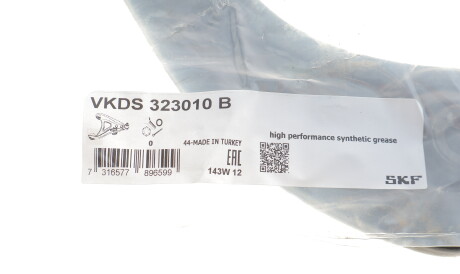 VKDS 323010 B
high performance synthetic grease
0
44-MADE IN TURKEY
EAC
143W 12
7 316577 896599
SKF